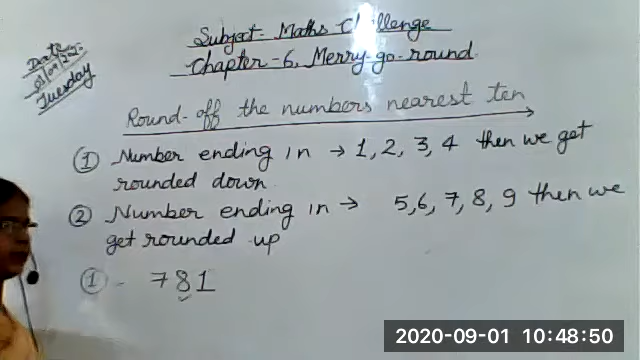 Subject- Maths Challenge
Chapter-6, Merry-go-round
Date
01/09/20
Tuesday
Round-off the numbers nearest ten
① Number ending in → 1, 2, 3, 4 then we get
rounded down
② Number ending in → 5, 6, 7, 8, 9 then we
get rounded up
① - 781
2020-09-01 10:48:50